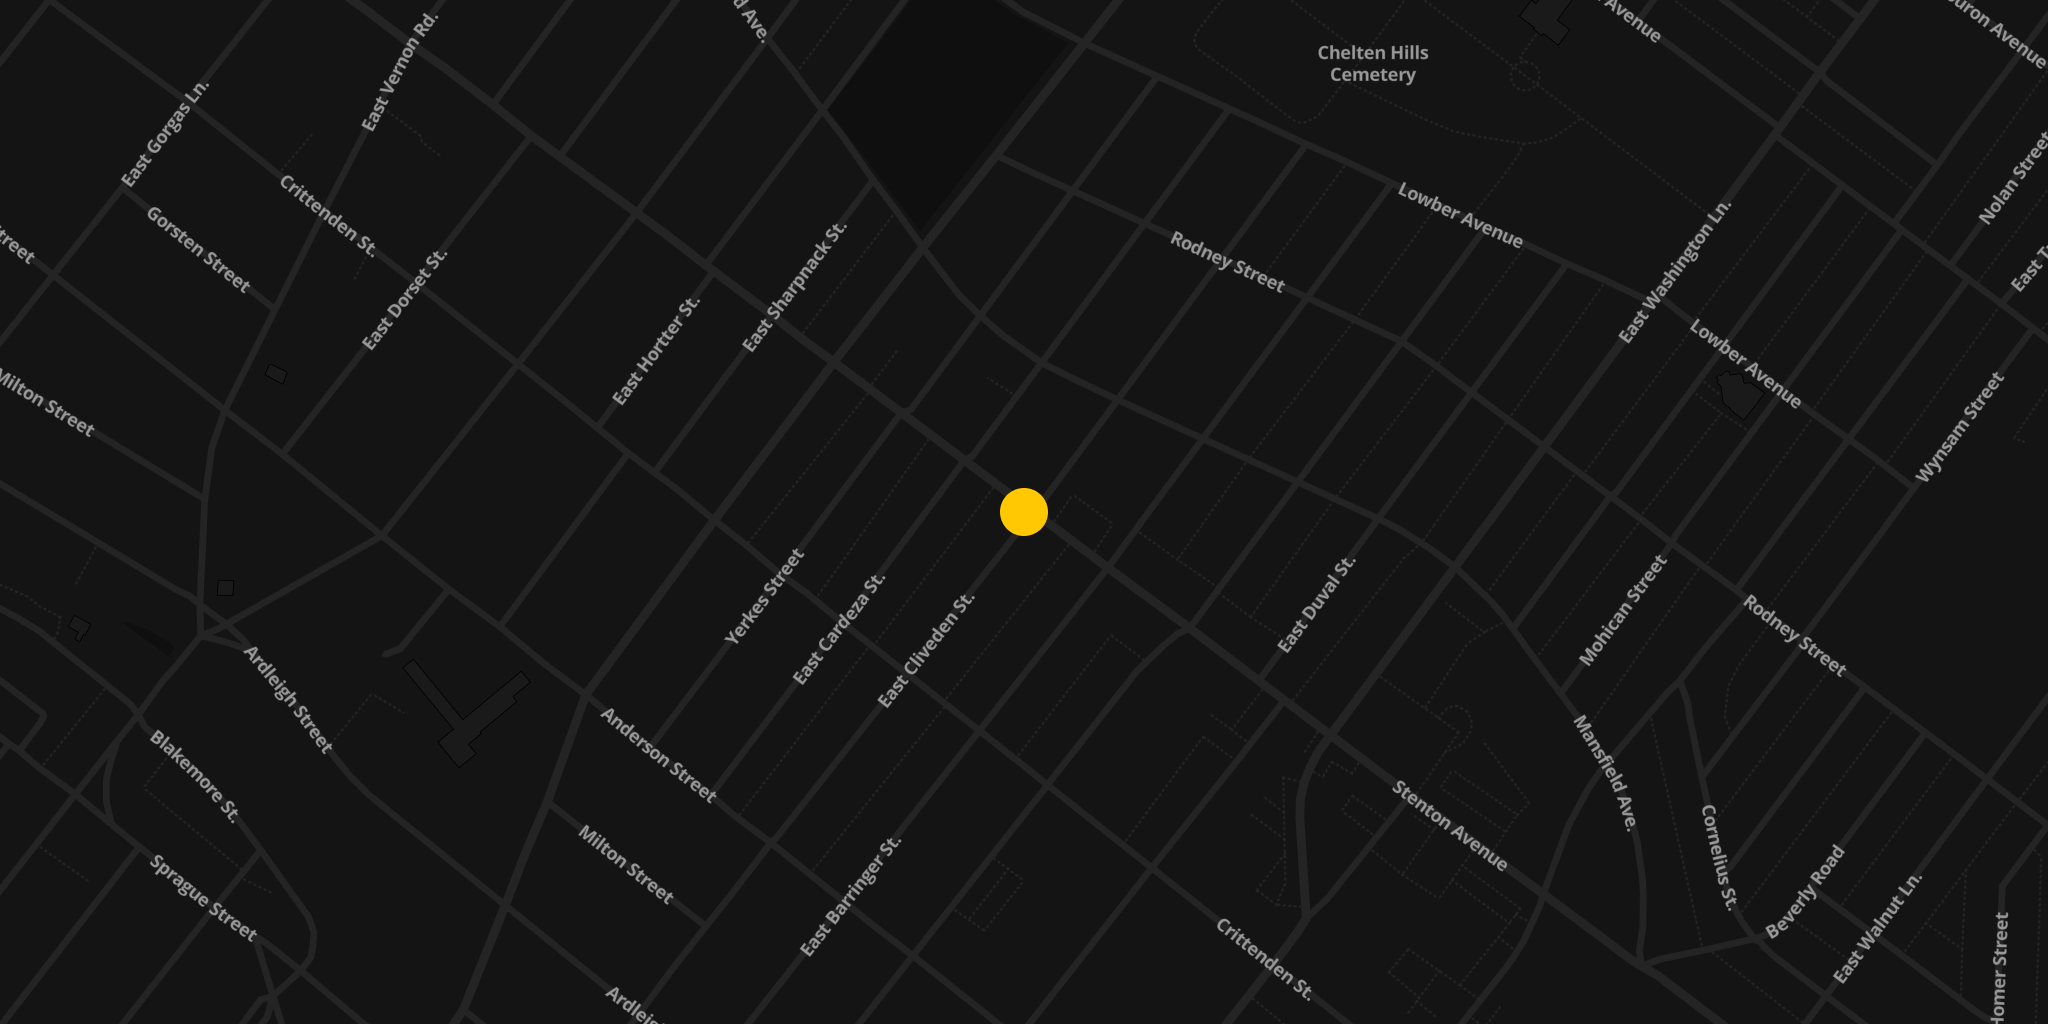 d Ave.
East Vernon Rd.
Chelten Hills
Cemetery
Avenue
uron Avenue
East Gorgas Ln.
Crittenden St.
Gorsten Street
treet
East Dorset St.
East Hortter St.
East Sharpnack St.
Rodney Street
Lowber Avenue
East Washington Ln.
Nolan Street
East T
Lowber Avenue
Wynsam Street
Milton Street
Yerkes Street
East Cardeza St.
East Cliveden St.
East Duval St.
Mohican Street
Rodney Street
Ardleigh Street
Anderson Street
Blakemore St.
Mansfield Ave.
Stenton Avenue
Cornelius St.
Beverly Road
East Walnut Ln.
Milton Street
East Barringer St.
Sprague Street
Crittenden St.
Homer Street
Ardleig